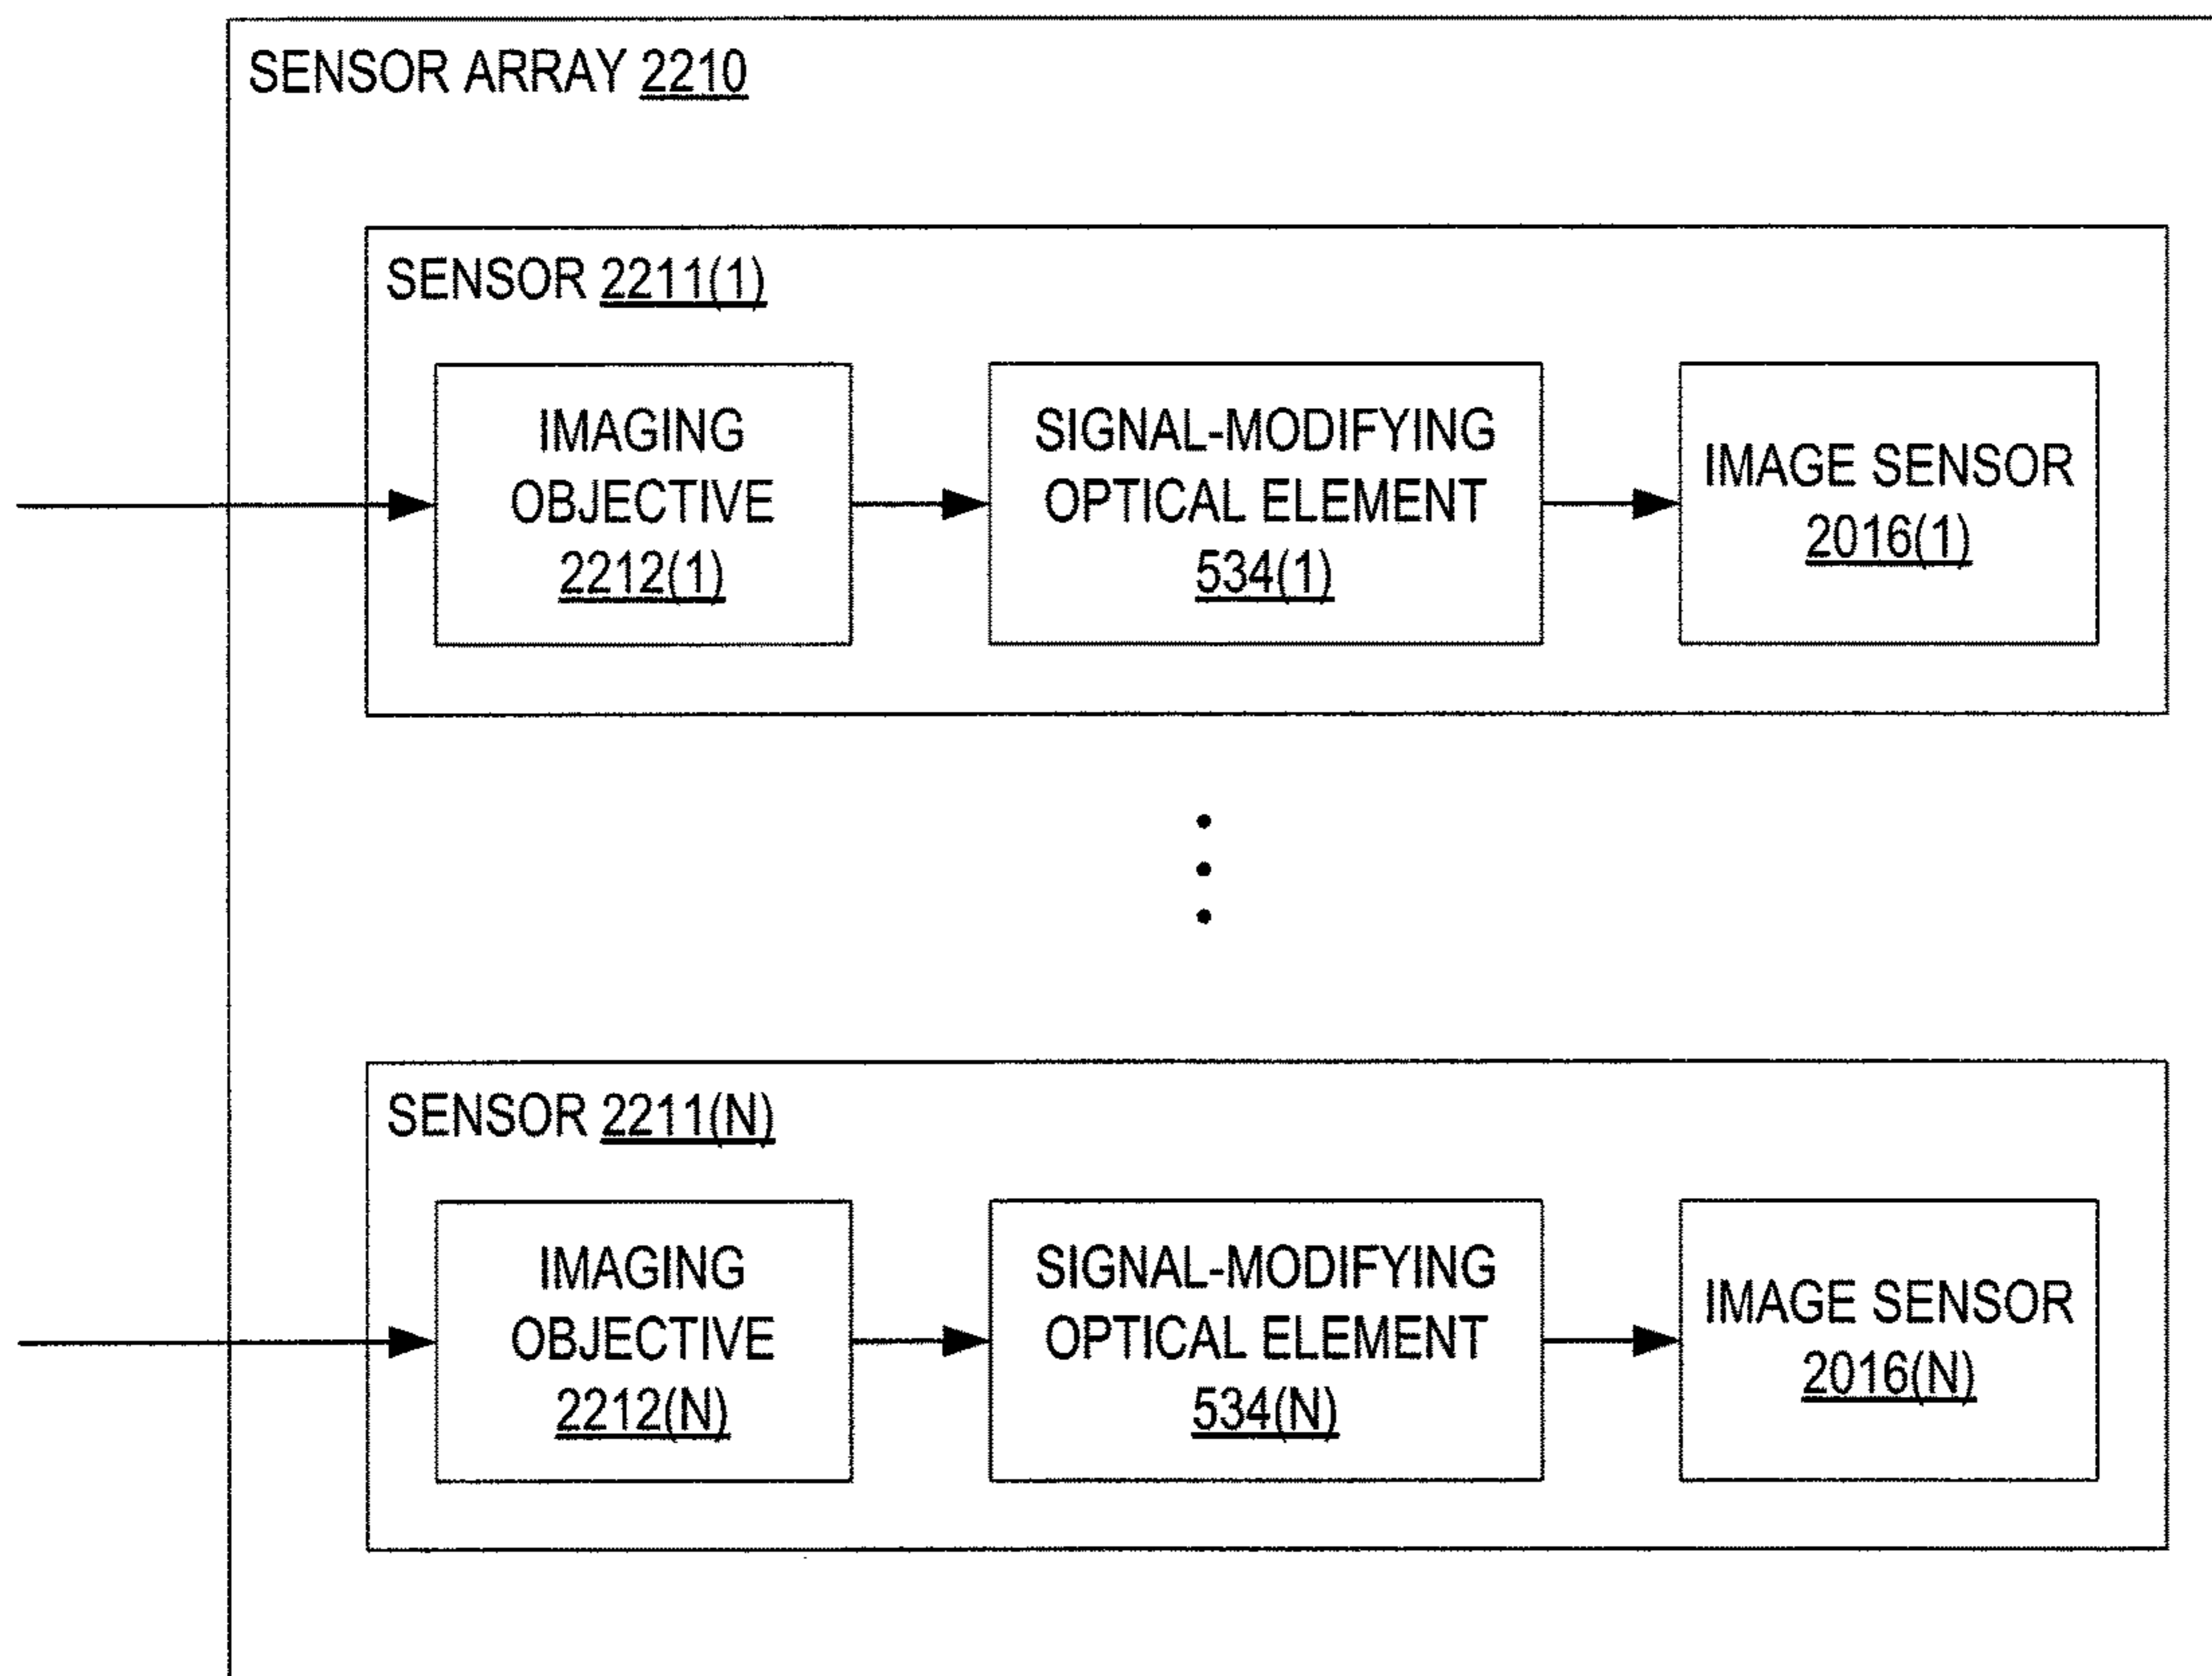 SENSOR ARRAY 2210
SENSOR 2211(1)
IMAGING
OBJECTIVE
2212(1)
SIGNAL-MODIFYING
OPTICAL ELEMENT
534(1)
IMAGE SENSOR
2016(1)
SENSOR 2211(N)
IMAGING
OBJECTIVE
2212(N)
SIGNAL-MODIFYING
OPTICAL ELEMENT
534(N)
IMAGE SENSOR
2016(N)